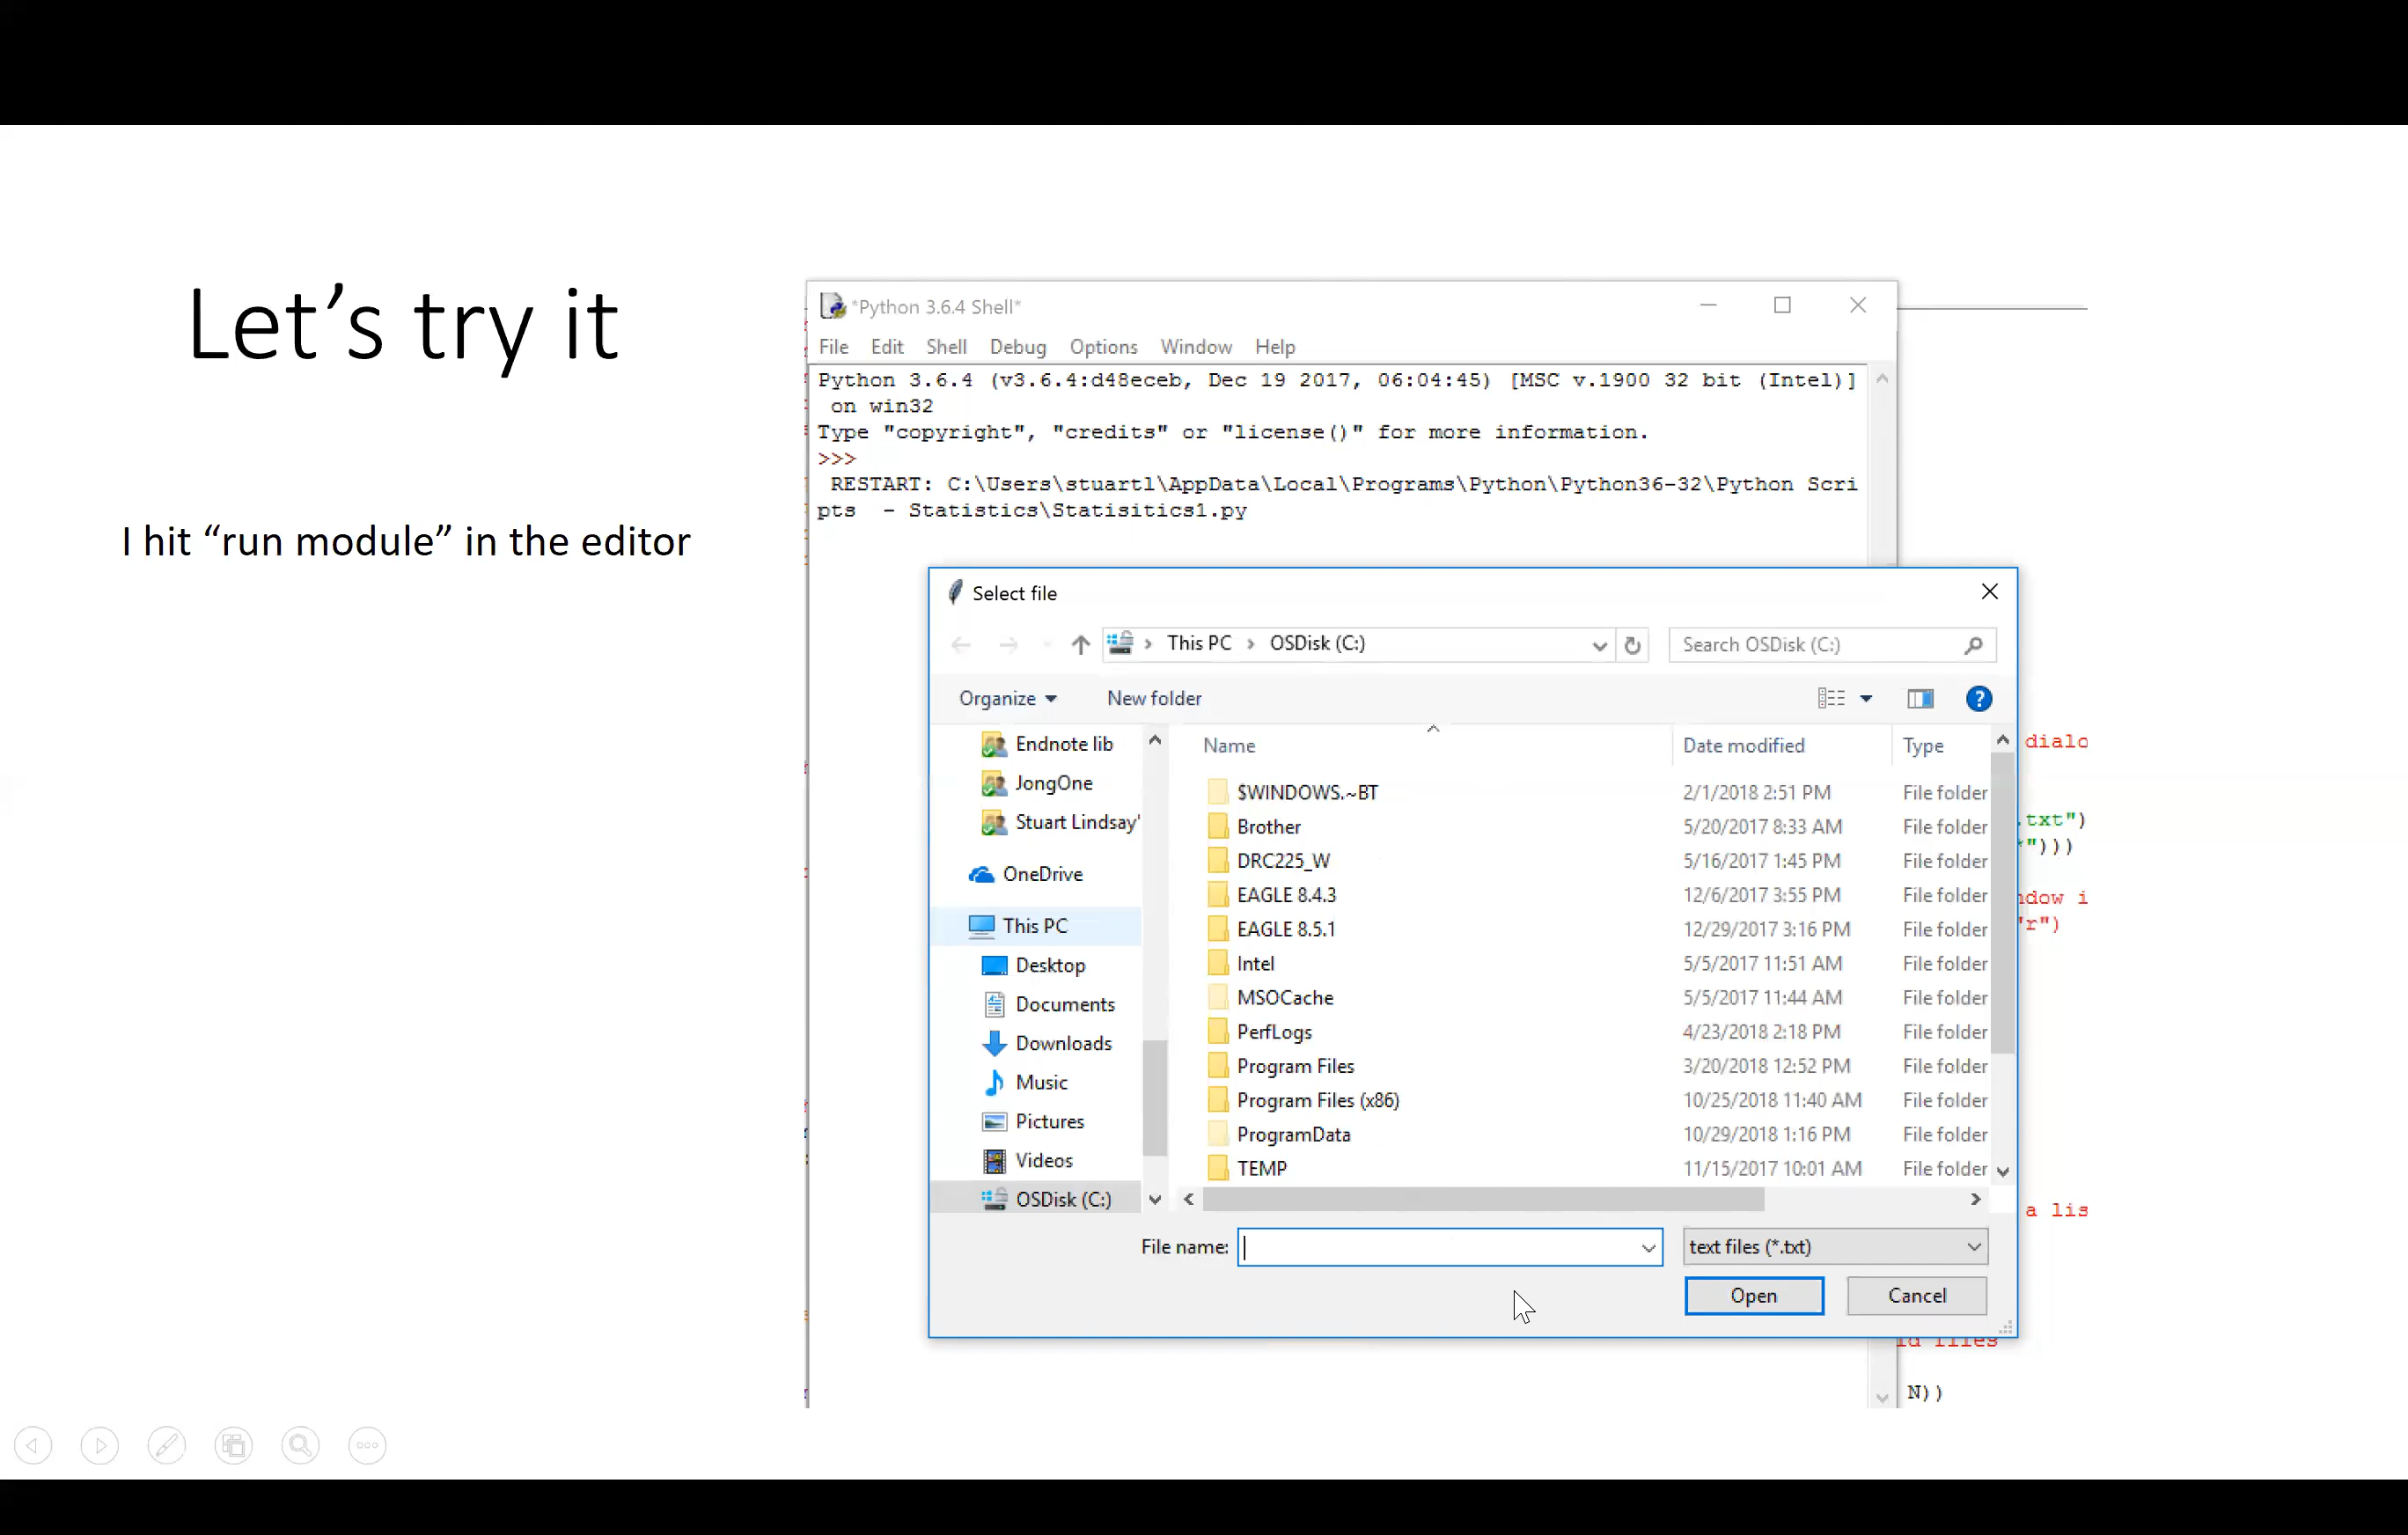 Let’s try it
I hit “run module” in the editor
*Python 3.6.4 Shell*
File Edit Shell Debug Options Window Help
Python 3.6.4 (v3.6.4:d48eceb, Dec 19 2017, 06:04:45) [MSC v.1900 32 bit (Intel)]
on win32
Type "copyright", "credits" or "license()" for more information.
>>>
RESTART: C:\Users\stuartl\AppData\Local\Programs\Python\Python36-32\Python Scri
pts  - Statistics\Statisitics1.py
Select file
This PC > OSDisk (C:)
Search OSDisk (C:)
Organize
New folder
Endnote lib
JongOne
Stuart Lindsay'
OneDrive
This PC
Desktop
Documents
Downloads
Music
Pictures
Videos
OSDisk (C:)
Name Date modified Type
$WINDOWS.~BT 2/1/2018 2:51 PM File folder
Brother 5/20/2017 8:33 AM File folder
DRC225_W 5/16/2017 1:45 PM File folder
EAGLE 8.4.3 12/6/2017 3:55 PM File folder
EAGLE 8.5.1 12/29/2017 3:16 PM File folder
Intel 5/5/2017 11:51 AM File folder
MSOCache 5/5/2017 11:44 AM File folder
PerfLogs 4/23/2018 2:18 PM File folder
Program Files 3/20/2018 12:52 PM File folder
Program Files (x86) 10/25/2018 11:40 AM File folder
ProgramData 10/29/2018 1:16 PM File folder
TEMP 11/15/2017 10:01 AM File folder
File name:
text files (*.txt)
Open
Cancel
dialo
.txt")
")))
ndow i
"r")
a lis
files
N))